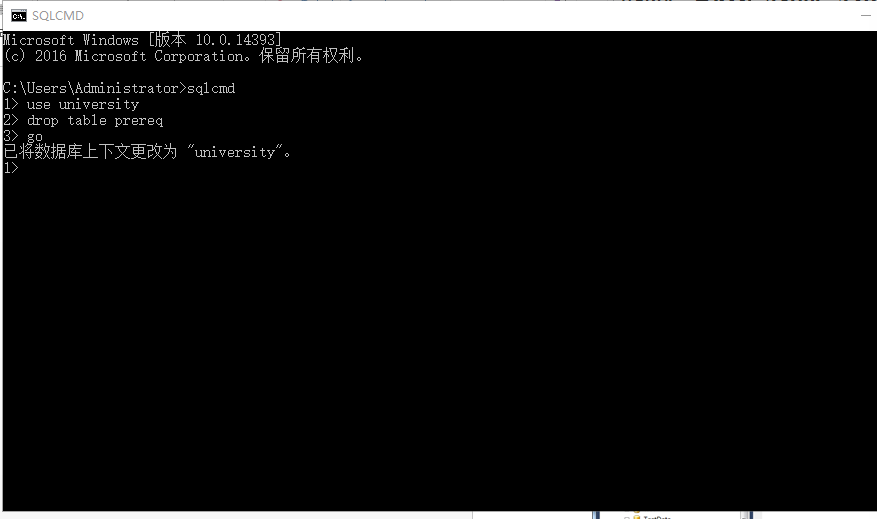 SQLCMD
Microsoft Windows [版本 10.0.14393]
(c) 2016 Microsoft Corporation。保留所有权利。
C:\Users\Administrator>sqlcmd
1> use university
2> drop table prereq
3> go
已将数据库上下文更改为 "university"。
1>